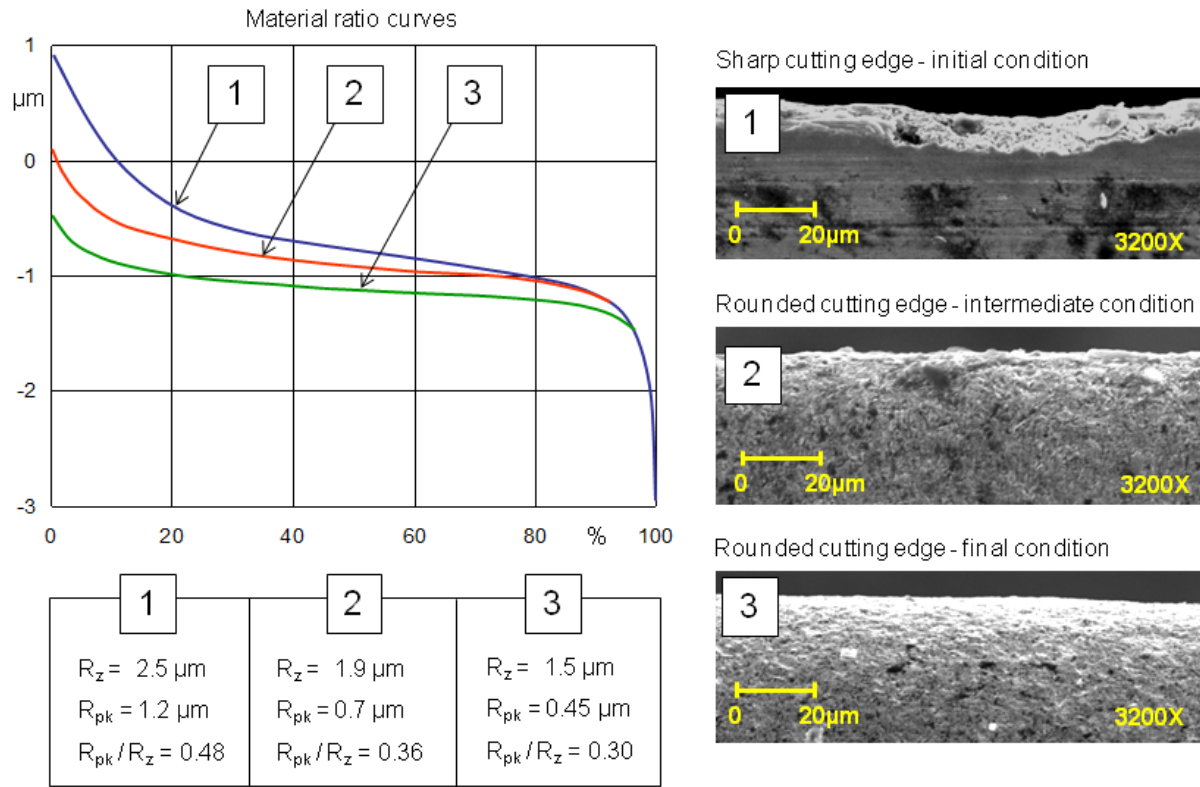 Material ratio curves
1
µm
0
-1
-2
-3
0 20 40 60 80 % 100
1 2 3
1 2 3
R_z = 2.5 µm
R_pk = 1.2 µm
R_pk / R_z = 0.48
R_z = 1.9 µm
R_pk = 0.7 µm
R_pk / R_z = 0.36
R_z = 1.5 µm
R_pk = 0.45 µm
R_pk / R_z = 0.30
Sharp cutting edge - initial condition
1
0 20µm 3200X
Rounded cutting edge - intermediate condition
2
0 20µm 3200X
Rounded cutting edge - final condition
3
0 20µm 3200X